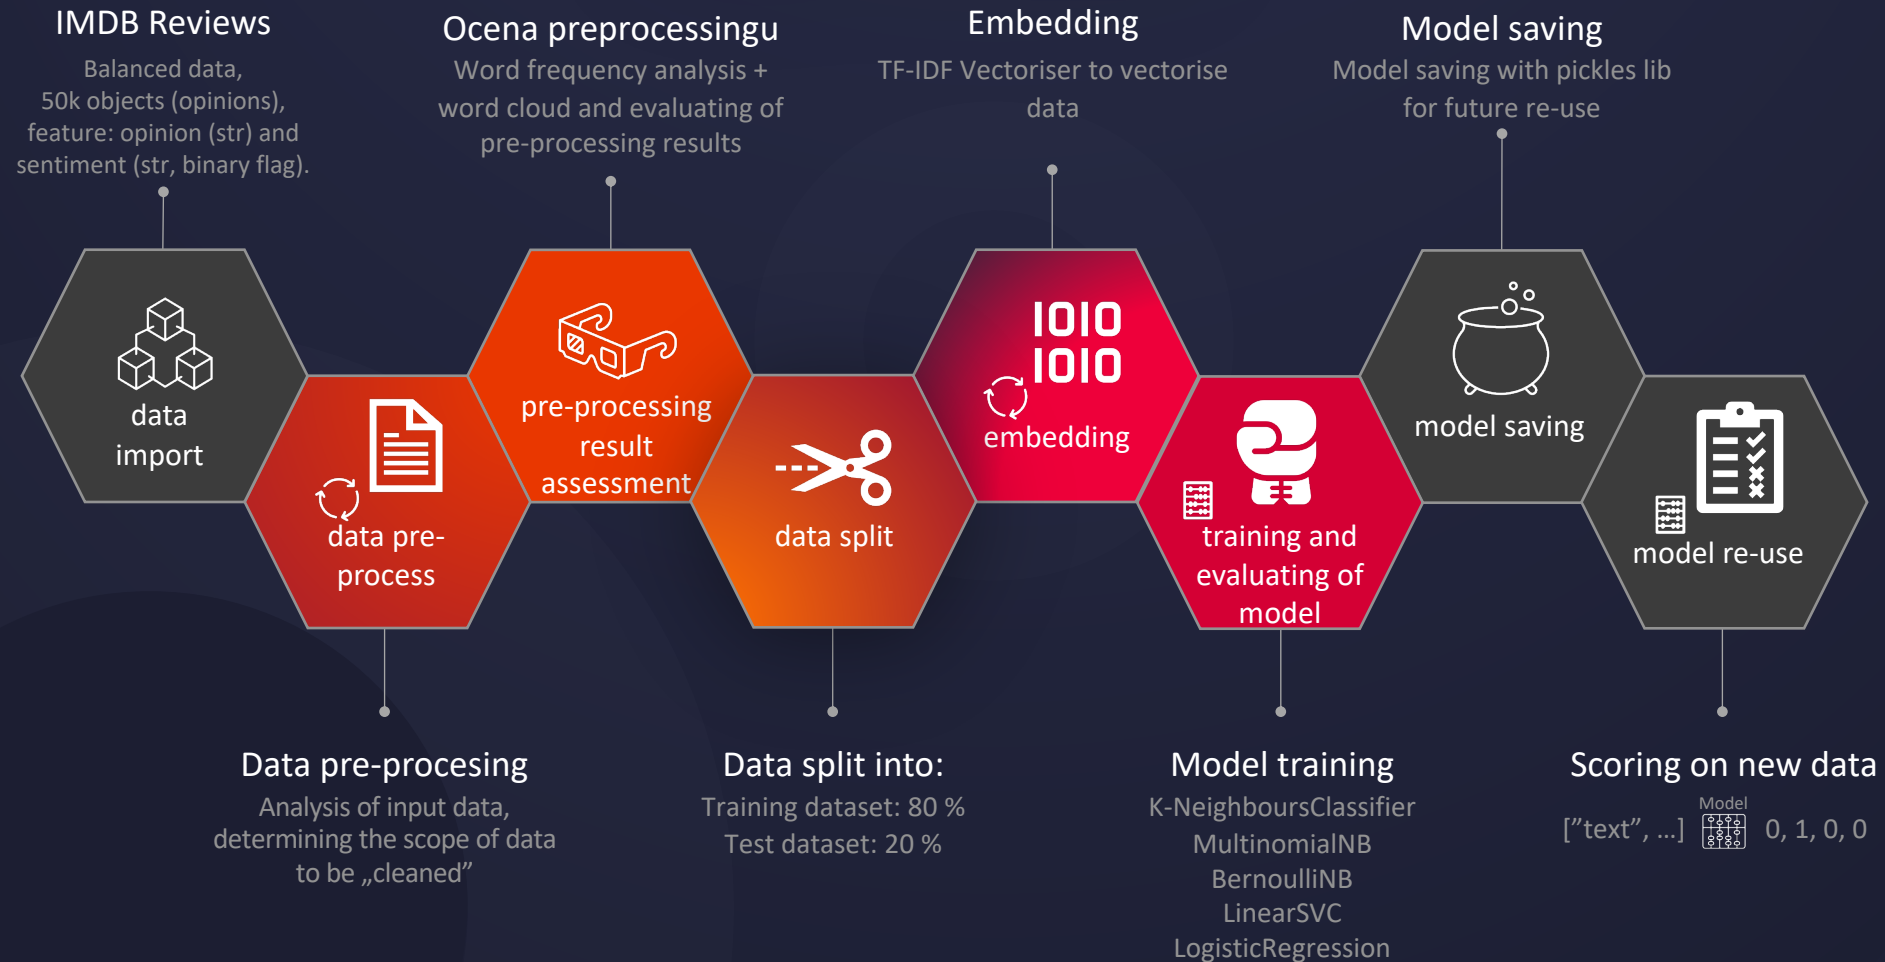 IMDB Reviews
Balanced data,
50k objects (opinions),
feature: opinion (str) and
sentiment (str, binary flag).
Ocena preprocessingu
Word frequency analysis +
word cloud and evaluating of
pre-processing results
Embedding
TF-IDF Vectoriser to vectorise
data
Model saving
Model saving with pickles lib
for future re-use
data
import
data pre-
process
pre-processing
result
assessment
data split
1010
1010
embedding
training and
evaluating of
model
model saving
model re-use
Data pre-procesing
Analysis of input data,
determining the scope of data
to be „cleaned”
Data split into:
Training dataset: 80 %
Test dataset: 20 %
Model training
K-NeighboursClassifier
MultinomialNB
BernoulliNB
LinearSVC
LogisticRegression
Scoring on new data
Model
[”text”, ...] 0, 1, 0, 0